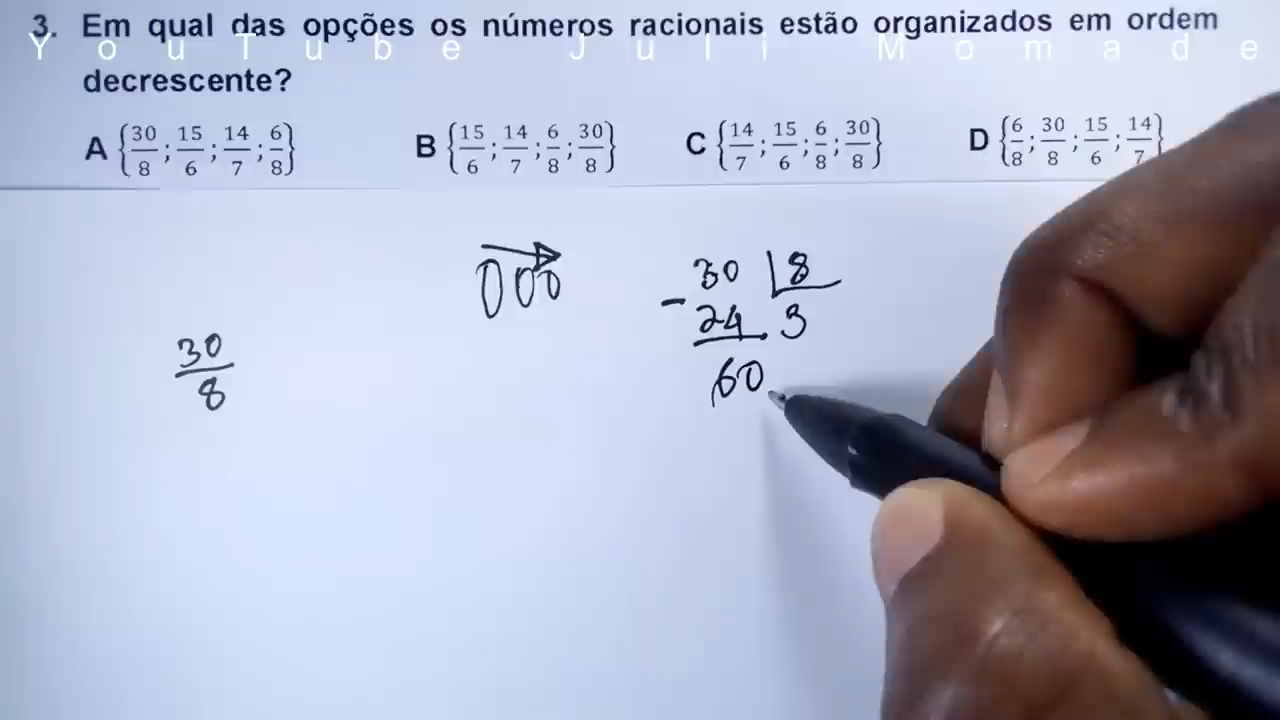 3. Em qual das opções os números racionais estão organizados em ordem
YouTube Juli Momade
decrescente?
A {30/8; 15/6; 14/7; 6/8} B {15/6; 14/7; 6/8; 30/8} C {14/7; 15/6; 6/8; 30/8} D {6/8; 30/8; 15/6; 14/7}
000
30 8
- 24 3
60
30/8